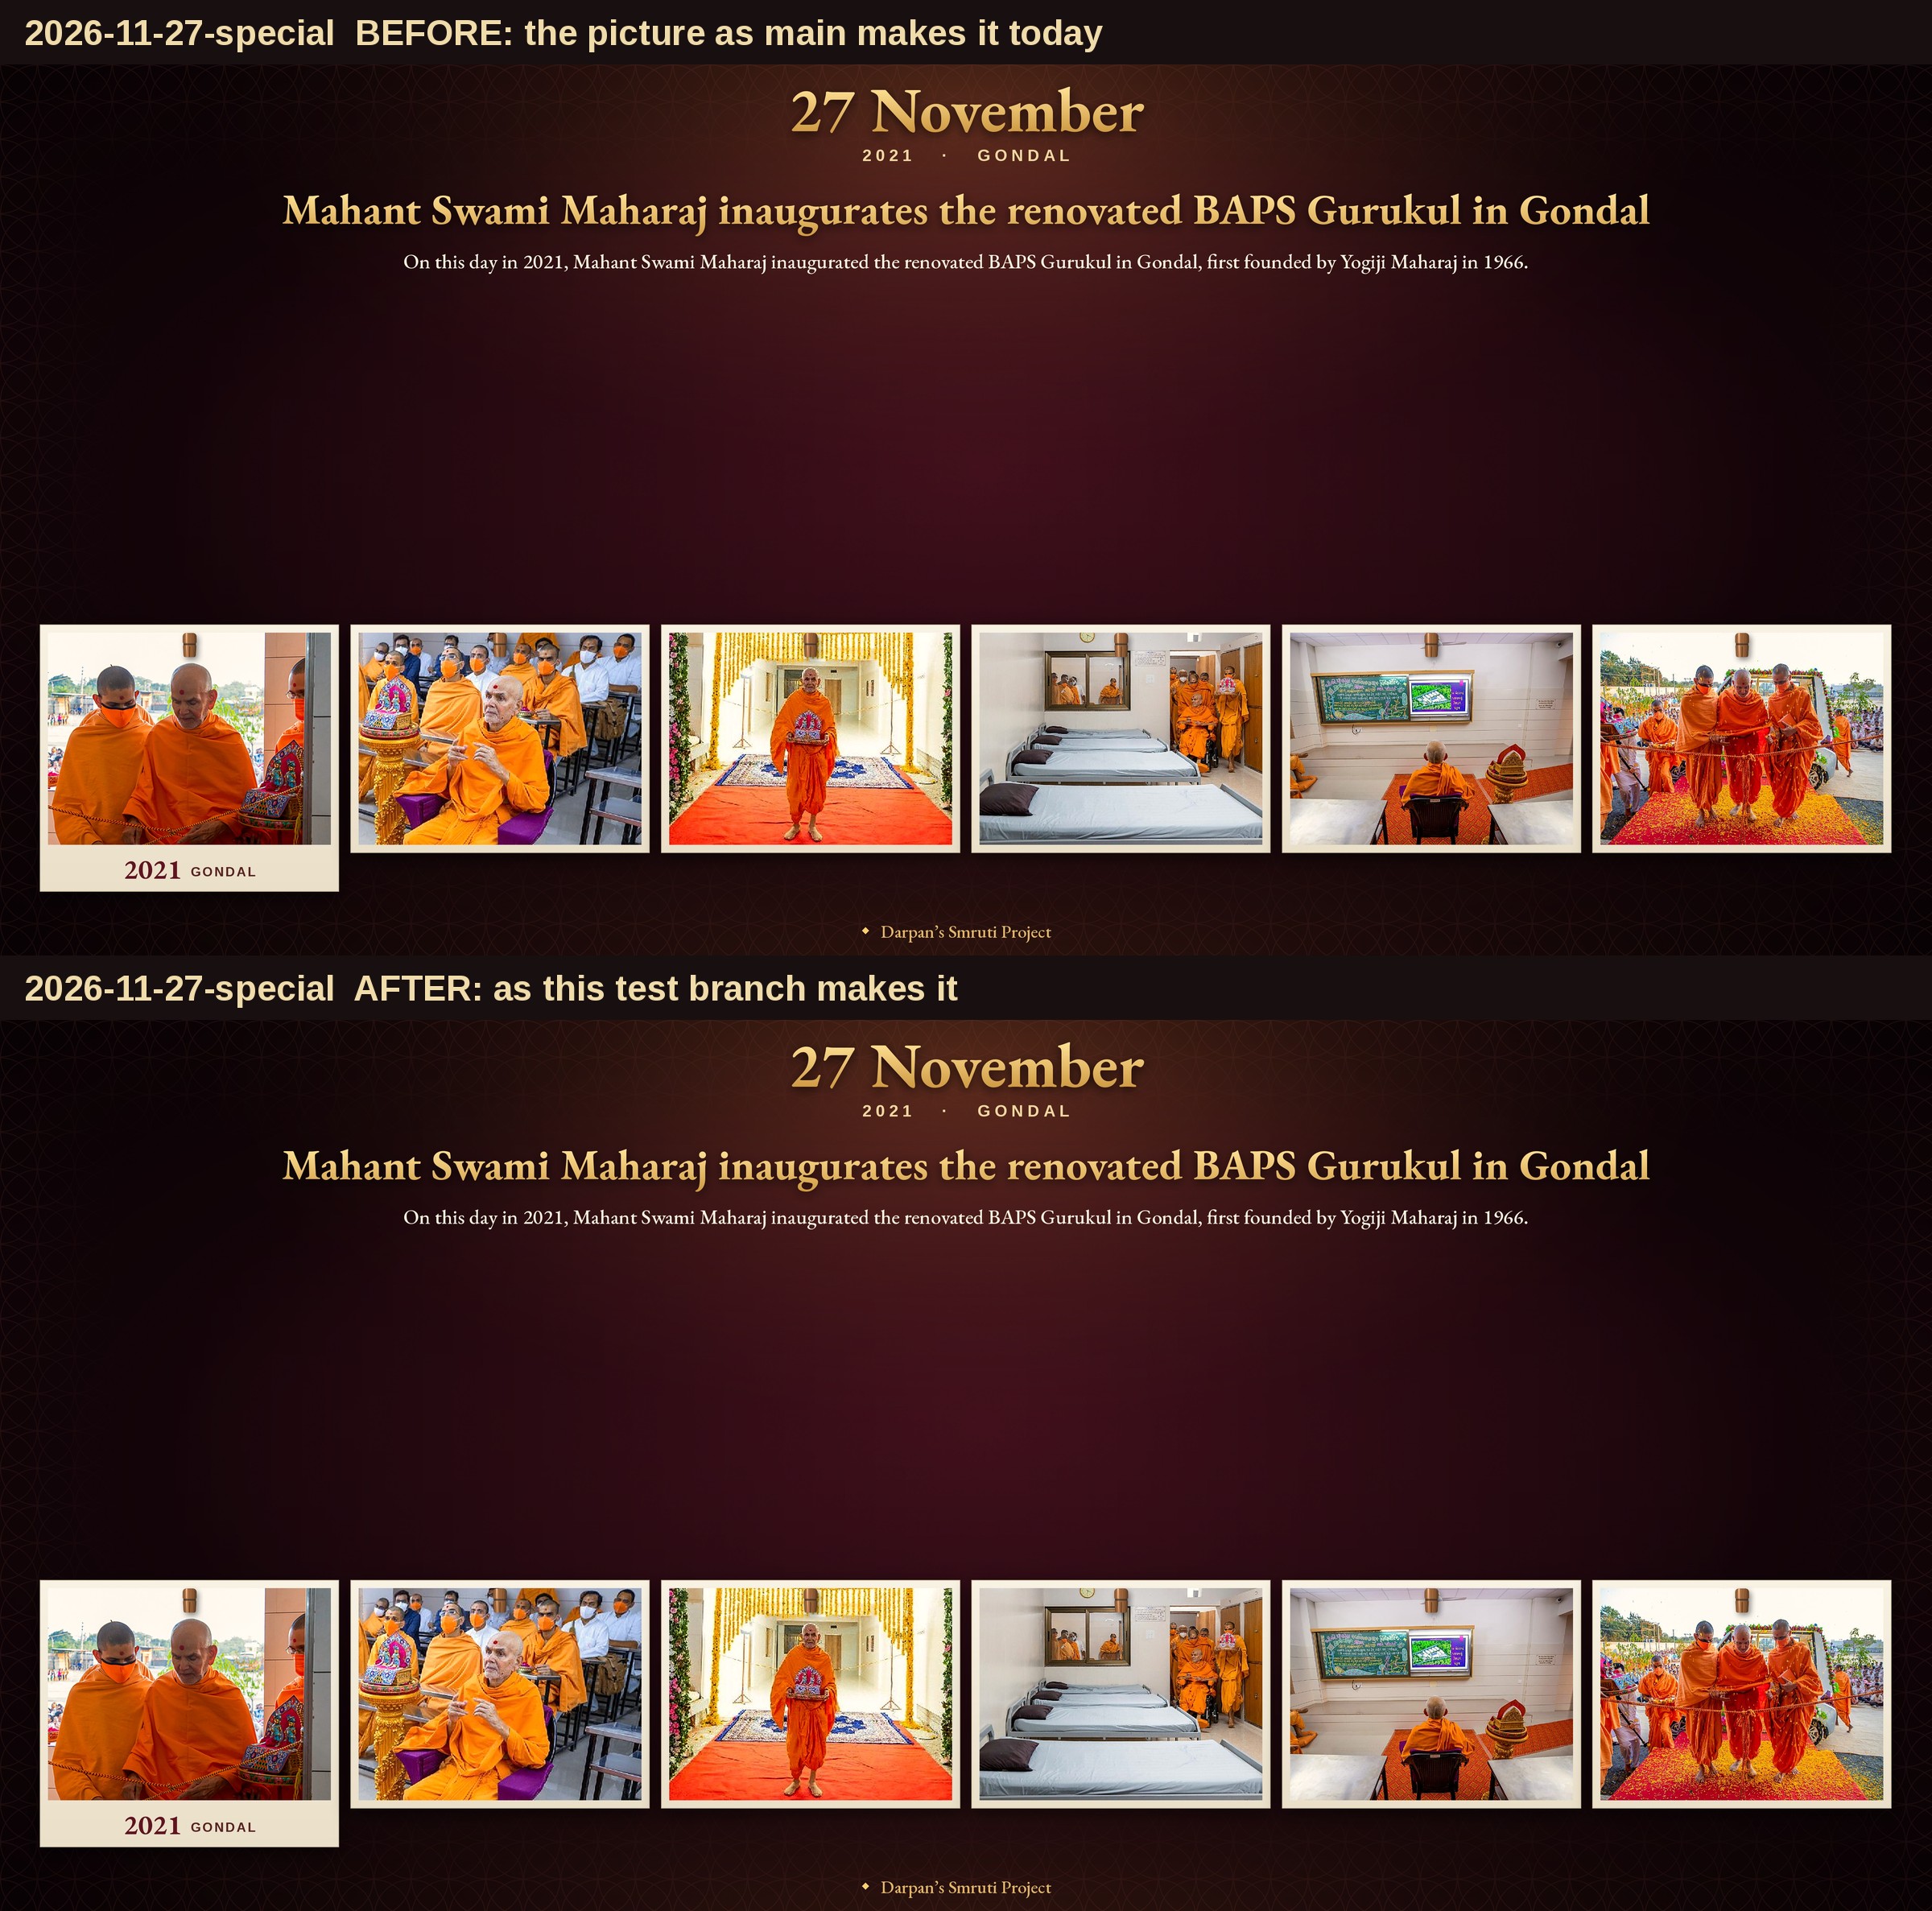 2026-11-27-special BEFORE: the picture as main makes it today
27 November
2021 · GONDAL
Mahant Swami Maharaj inaugurates the renovated BAPS Gurukul in Gondal
On this day in 2021, Mahant Swami Maharaj inaugurated the renovated BAPS Gurukul in Gondal, first founded by Yogiji Maharaj in 1966.
2021 GONDAL
Darpan’s Smruti Project
2026-11-27-special AFTER: as this test branch makes it
27 November
2021 · GONDAL
Mahant Swami Maharaj inaugurates the renovated BAPS Gurukul in Gondal
On this day in 2021, Mahant Swami Maharaj inaugurated the renovated BAPS Gurukul in Gondal, first founded by Yogiji Maharaj in 1966.
2021 GONDAL
Darpan’s Smruti Project